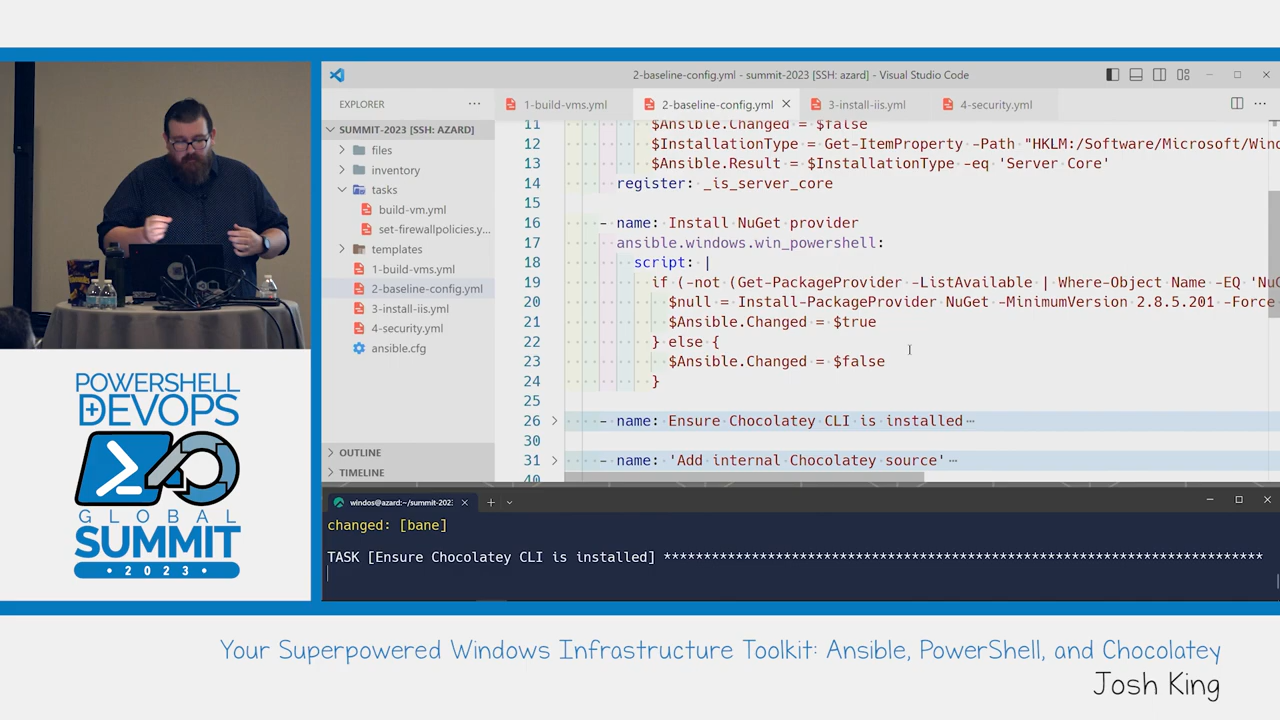 2-baseline-config.yml - summit-2023 [SSH: azard] - Visual Studio Code
EXPLORER
1-build-vms.yml
2-baseline-config.yml
3-install-iis.yml
4-security.yml
SUMMIT-2023 [SSH: AZARD]
files
inventory
tasks
build-vm.yml
set-firewallpolicies.y...
templates
1-build-vms.yml
2-baseline-config.yml
3-install-iis.yml
4-security.yml
ansible.cfg
OUTLINE
TIMELINE
11 $Ansible.Changed = $false
12 $InstallationType = Get-ItemProperty -Path "HKLM:/Software/Microsoft/Wind
13 $Ansible.Result = $InstallationType -eq 'Server Core'
14 register: _is_server_core
15
16 - name: Install NuGet provider
17 ansible.windows.win_powershell:
18 script: |
19 if (-not (Get-PackageProvider -ListAvailable | Where-Object Name -EQ 'NuG
20 $null = Install-PackageProvider NuGet -MinimumVersion 2.8.5.201 -Force
21 $Ansible.Changed = $true
22 } else {
23 $Ansible.Changed = $false
24 }
25
26 - name: Ensure Chocolatey CLI is installed
30
31 - name: 'Add internal Chocolatey source'
40
windos@azard:~/summit-202
changed: [bane]
TASK [Ensure Chocolatey CLI is installed] *************************************************************************
POWERSHELL
+DEVOPS
GLOBAL
SUMMIT
• 2023 •
Your Superpowered Windows Infrastructure Toolkit: Ansible, PowerShell, and Chocolatey
Josh King